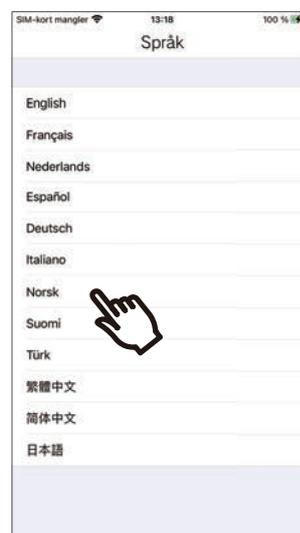 SIM-kort mangler 13:18 100 %
Språk
English
Français
Nederlands
Español
Deutsch
Italiano
Norsk
Suomi
Türk
繁體中文
简体中文
日本語